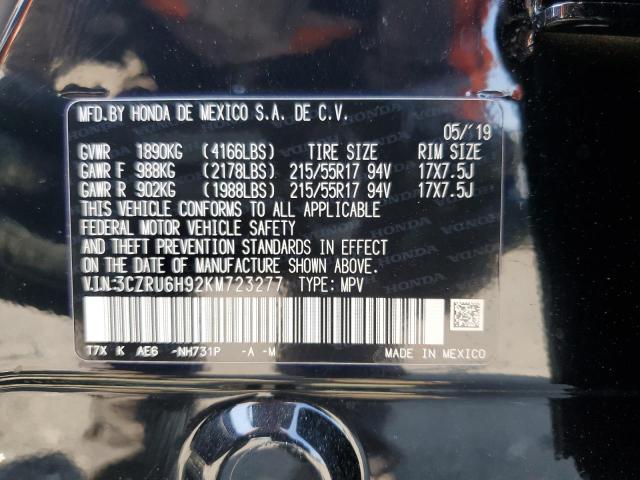 MFD.BY HONDA DE MEXICO S.A. DE C.V.
05/'19
GVWR 1890KG (4166LBS) TIRE SIZE RIM SIZE
GAWR F 988KG (2178LBS) 215/55R17 94V 17X7.5J
GAWR R 902KG (1988LBS) 215/55R17 94V 17X7.5J
THIS VEHICLE CONFORMS TO ALL APPLICABLE
FEDERAL MOTOR VEHICLE SAFETY
AND THEFT PREVENTION STANDARDS IN EFFECT
ON THE DATE OF MANUFACTURE SHOWN ABOVE.
V.I.N:3CZRU6H92KM723277 TYPE: MPV
T7X K AE6 -NH731P -A -M MADE IN MEXICO